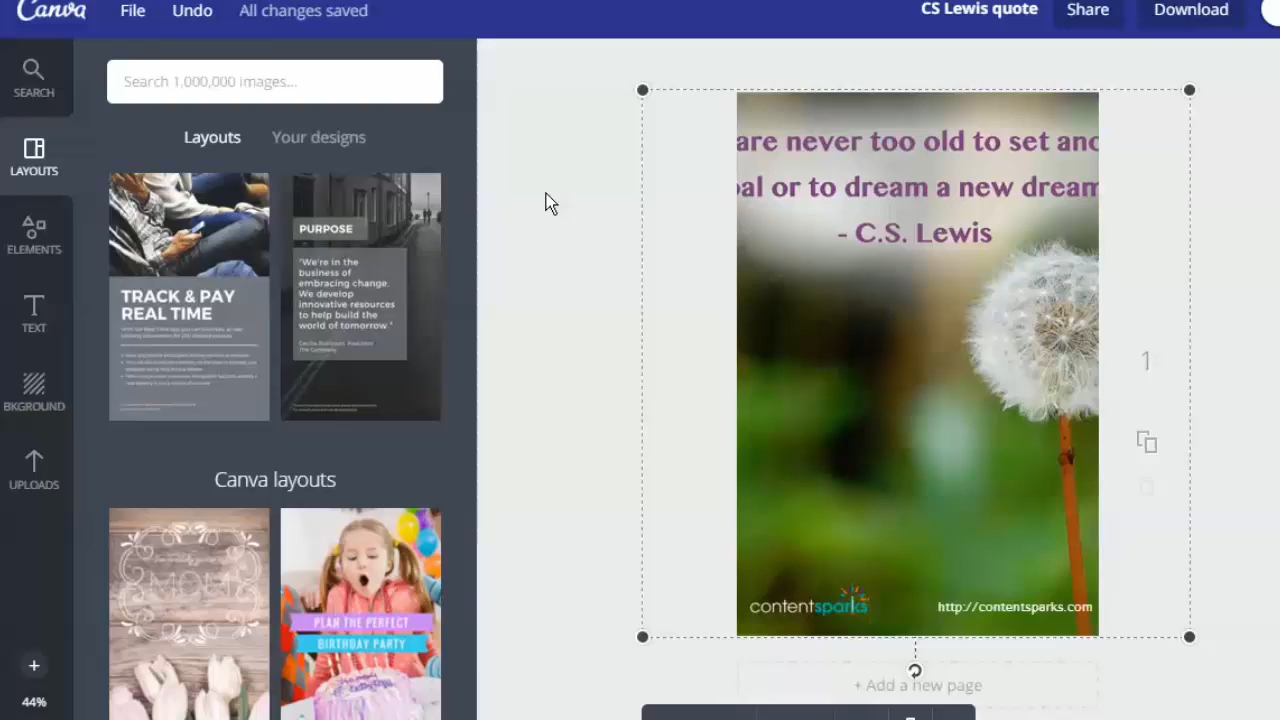 Canva
File
Undo
All changes saved
CS Lewis quote
Share
Download
SEARCH
LAYOUTS
ELEMENTS
TEXT
BKGROUND
UPLOADS
44%
Search 1,000,000 images...
Layouts
Your designs
TRACK & PAY
REAL TIME
PURPOSE
"We're in the
business of
embracing change.
We develop
innovative resources
to help build the
world of tomorrow."
Canva layouts
MOM
PLAN THE PERFECT
BIRTHDAY PARTY
are never too old to set and
oal or to dream a new dream
- C.S. Lewis
contentsparks
http://contentsparks.com
1
+ Add a new page